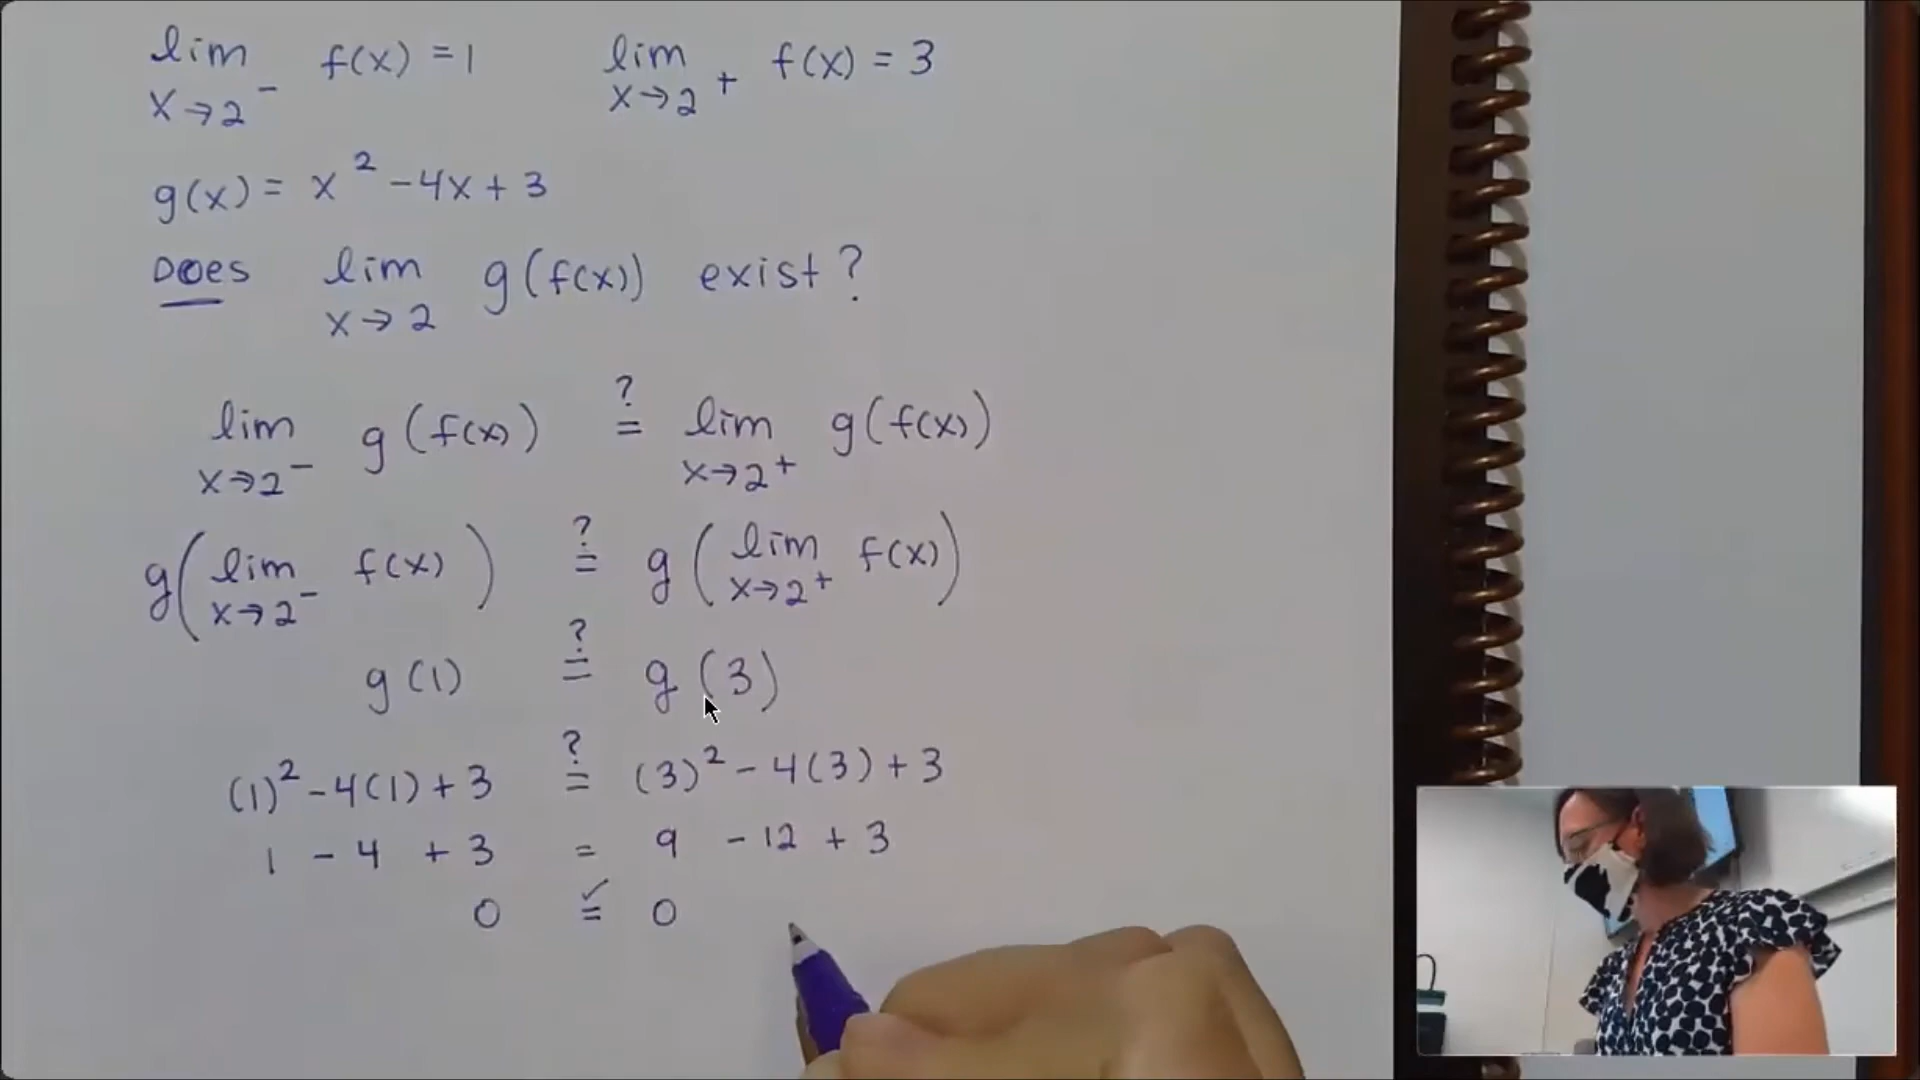 lim x→2⁻ f(x) = 1 lim x→2⁺ f(x) = 3
g(x) = x² - 4x + 3
Does lim x→2 g(f(x)) exist?
lim x→2⁻ g(f(x)) ?= lim x→2⁺ g(f(x))
g(lim x→2⁻ f(x)) ?= g(lim x→2⁺ f(x))
g(1) ?= g(3)
(1)² - 4(1) + 3 ?= (3)² - 4(3) + 3
1 - 4 + 3 = 9 - 12 + 3
0 =✓ 0